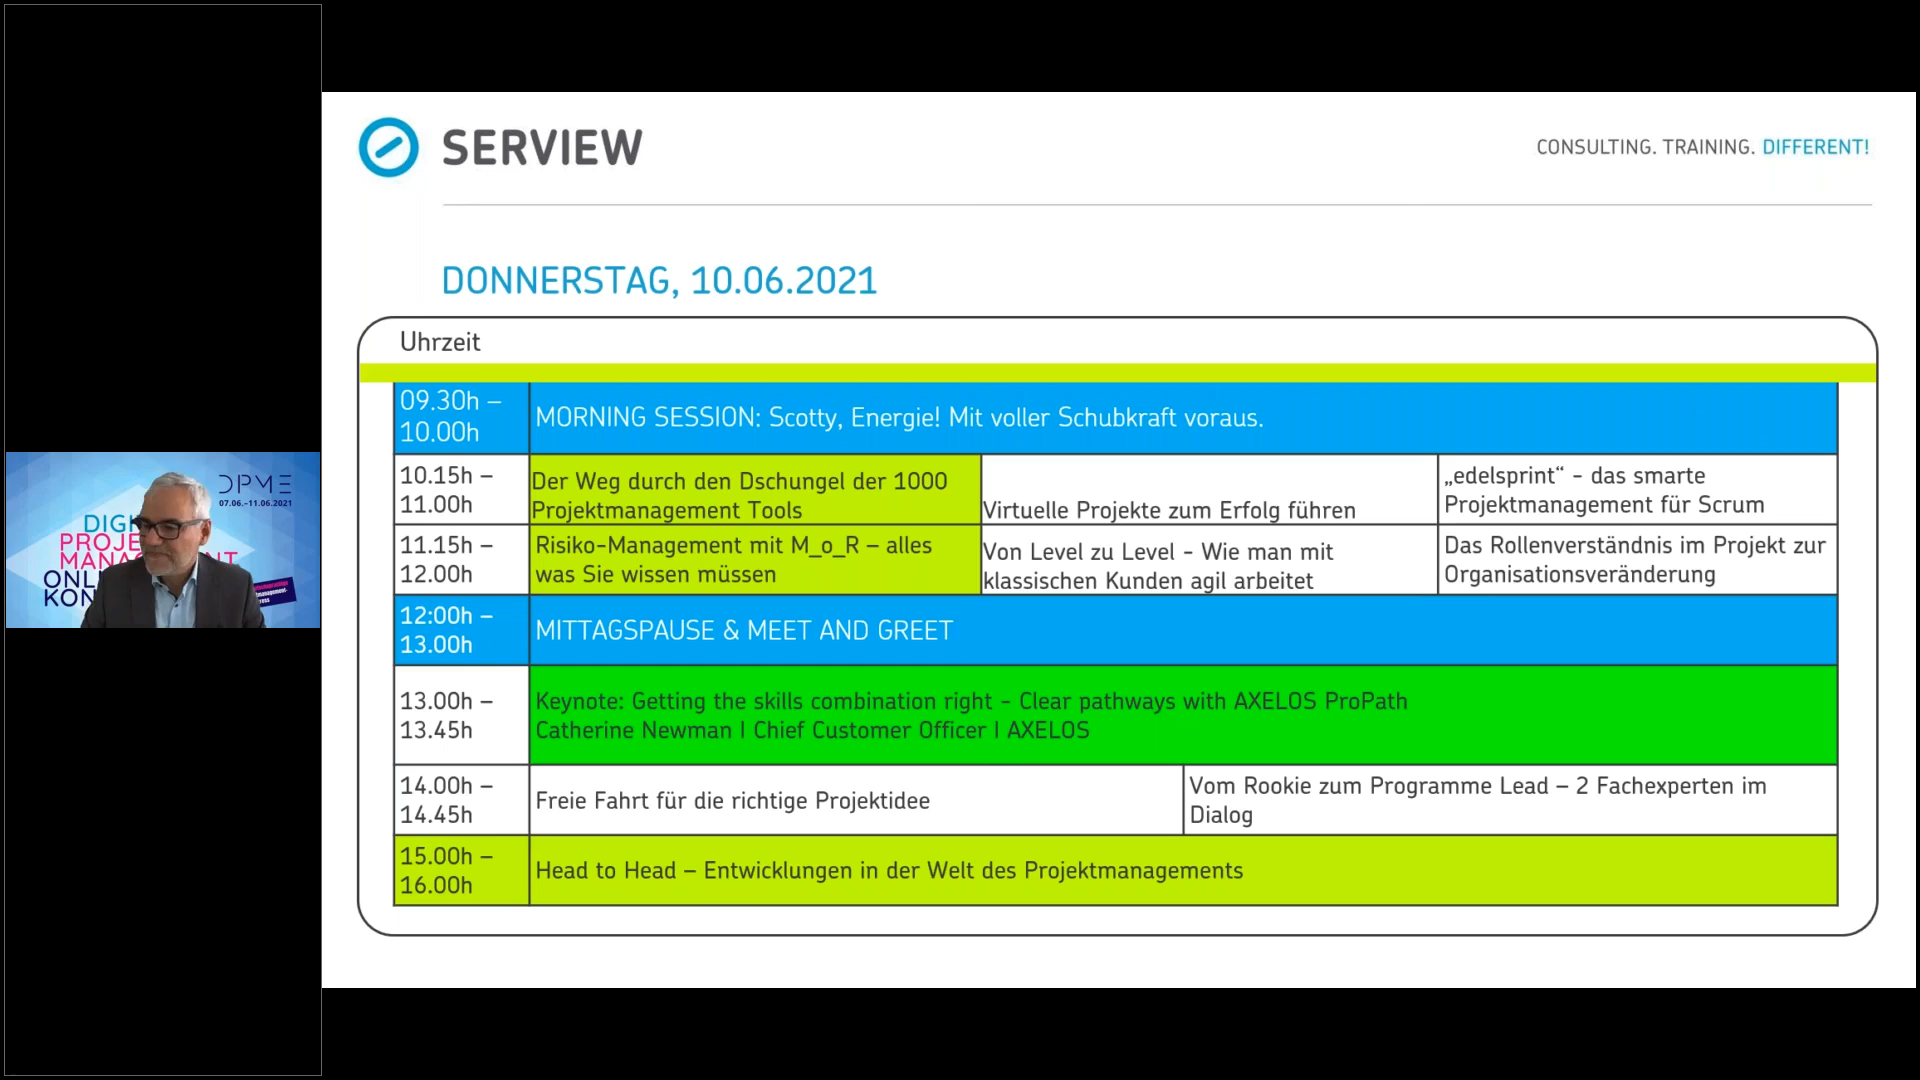 SERVIEW
CONSULTING. TRAINING. DIFFERENT!
DONNERSTAG, 10.06.2021
Uhrzeit
09.30h –
10.00h
MORNING SESSION: Scotty, Energie! Mit voller Schubkraft voraus.
10.15h –
11.00h
Der Weg durch den Dschungel der 1000
Projektmanagement Tools
Virtuelle Projekte zum Erfolg führen
„edelsprint“ - das smarte
Projektmanagement für Scrum
11.15h –
12.00h
Risiko-Management mit M_o_R – alles
was Sie wissen müssen
Von Level zu Level - Wie man mit
klassischen Kunden agil arbeitet
Das Rollenverständnis im Projekt zur
Organisationsveränderung
12:00h –
13.00h
MITTAGSPAUSE & MEET AND GREET
13.00h –
13.45h
Keynote: Getting the skills combination right - Clear pathways with AXELOS ProPath
Catherine Newman I Chief Customer Officer I AXELOS
14.00h –
14.45h
Freie Fahrt für die richtige Projektidee
Vom Rookie zum Programme Lead – 2 Fachexperten im
Dialog
15.00h –
16.00h
Head to Head – Entwicklungen in der Welt des Projektmanagements
DPME
07.06.-11.06.2021
DIGI
PROJE
MANA MENT
ONL
KON